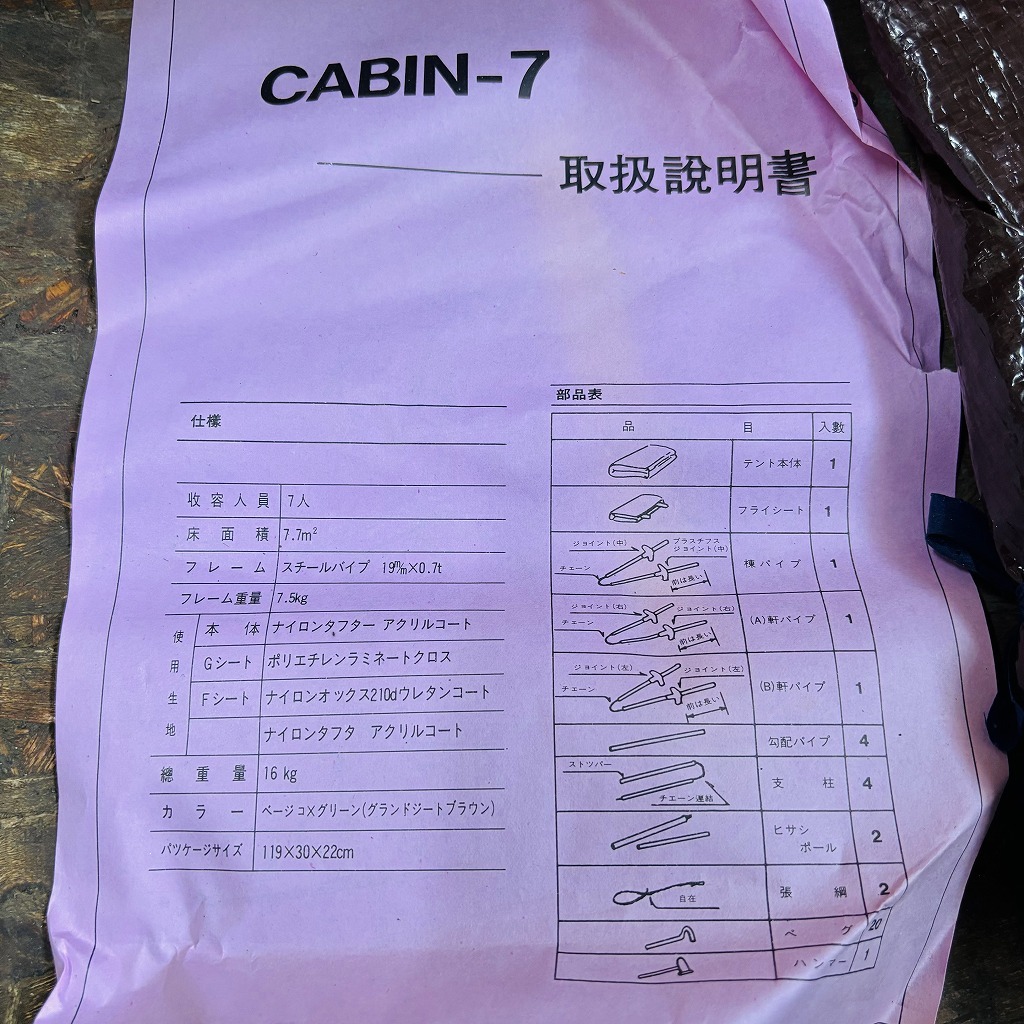 CABIN-7
取扱說明書
仕樣
收容人員 7人
床面積 7.7m²
フレーム スチールパイプ 19m/m×0.7t
フレーム重量 7.5kg
使用生地
本体 ナイロンタフター アクリルコート
Gシート ポリエチレンラミネートクロス
Fシート ナイロンオックス210dウレタンコート
ナイロンタフタ アクリルコート
總重量 16kg
カラー ベージコ×グリーン(グランドジートブラウン)
パツケージサイズ 119×30×22cm
部品表
品目 入數
テント本体 1
フライシート 1
ジョイント(中) プラスチフス
ジョイント(中)
チェーン
前は長い
棟パイプ 1
ジョイント(右) ジョイント(右)
チェーン
前は長い
(A)軒パイプ 1
ジョイント(左) ジョイント(左)
チェーン
前は長い
(B)軒パイプ 1
勾配パイプ 4
ストツパー
チエーン連結
支柱 4
ヒサシ
ポール 2
自在
張綱 2
ペグ 20
ハンマー 1